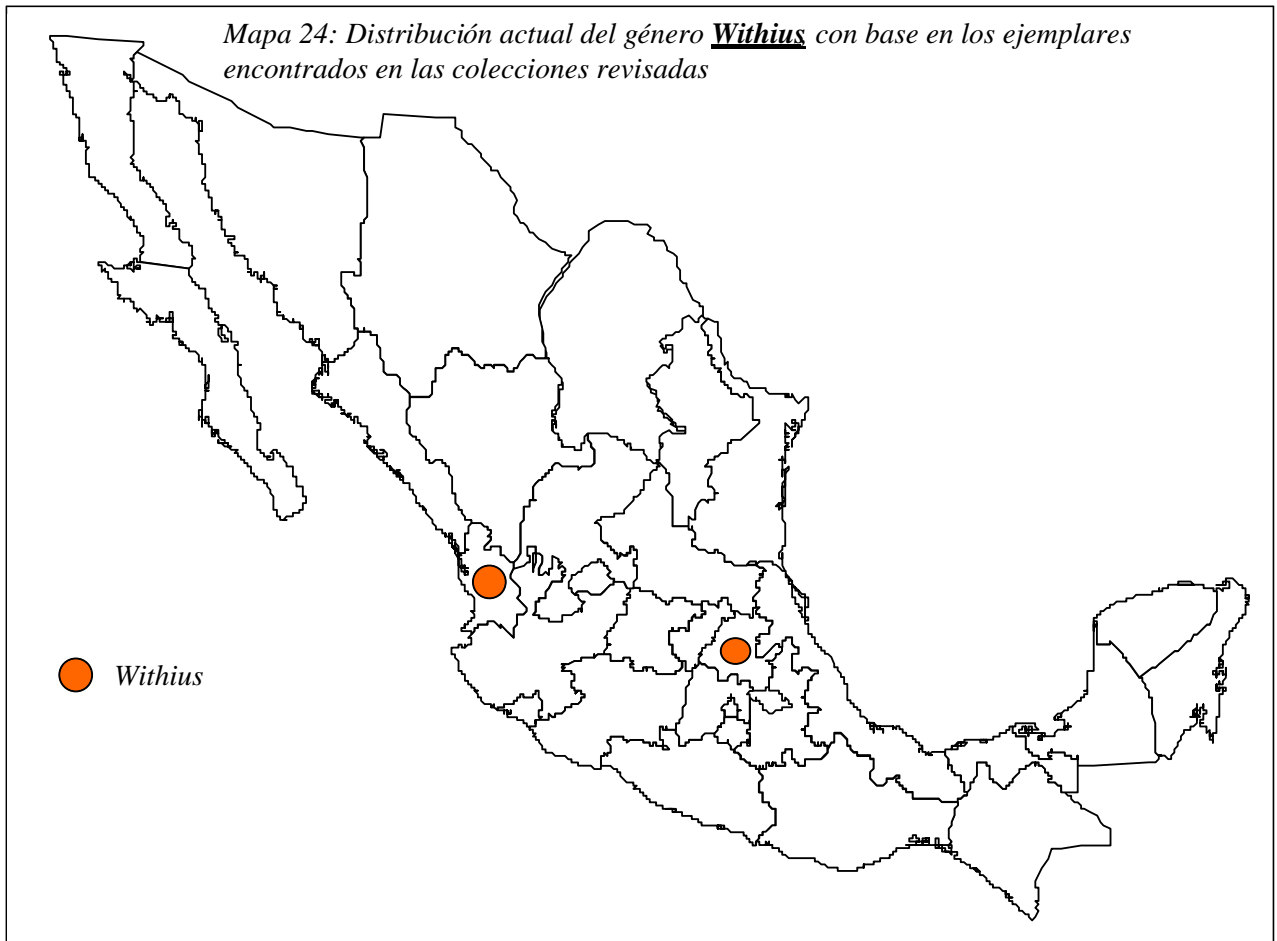 Mapa 24: Distribución actual del género Withius, con base en los ejemplares
encontrados en las colecciones revisadas
Withius